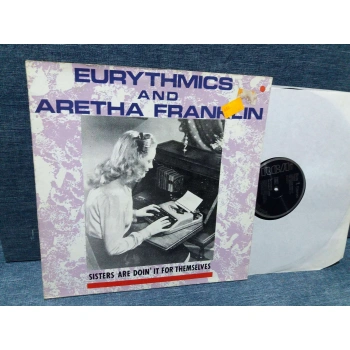 EURYTHMICS
AND
ARETHA FRANKLIN
SISTERS ARE DOIN' IT FOR THEMSELVES